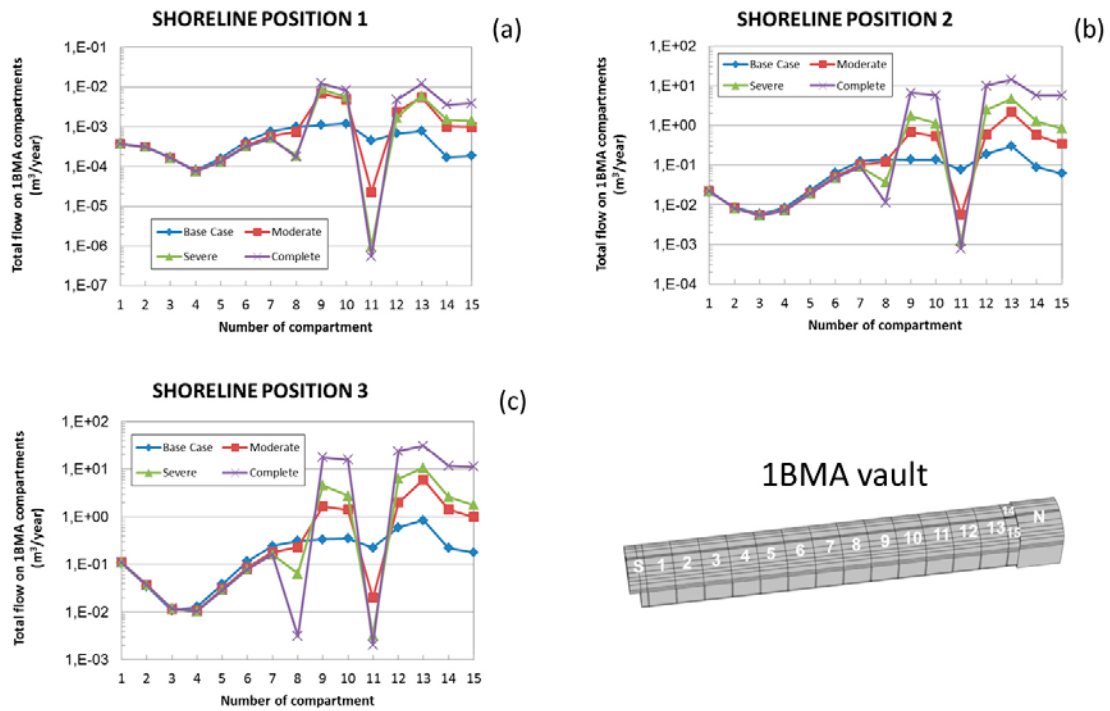 SHORELINE POSITION 1
(a)
Total flow on 1BMA compartments
(m³/year)
1,E-01
1,E-02
1,E-03
1,E-04
1,E-05
1,E-06
1,E-07
Base Case
Moderate
Severe
Complete
1 2 3 4 5 6 7 8 9 10 11 12 13 14 15
Number of compartment
SHORELINE POSITION 2
(b)
Total flow on 1BMA compartments
(m³/year)
1,E+02
1,E+01
1,E+00
1,E-01
1,E-02
1,E-03
1,E-04
Base Case
Moderate
Severe
Complete
1 2 3 4 5 6 7 8 9 10 11 12 13 14 15
Number of compartment
SHORELINE POSITION 3
(c)
Total flow on 1BMA compartments
(m³/year)
1,E+02
1,E+01
1,E+00
1,E-01
1,E-02
1,E-03
Base Case
Moderate
Severe
Complete
1 2 3 4 5 6 7 8 9 10 11 12 13 14 15
Number of compartment
1BMA vault
S 1 2 3 4 5 6 7 8 9 10 11 12 13 14 15 N